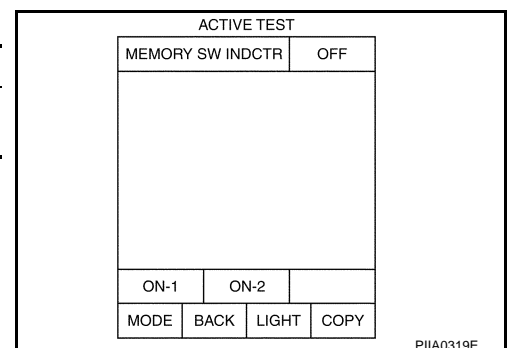 ACTIVE TEST
MEMORY SW INDCTR OFF
ON-1 ON-2
MODE BACK LIGHT COPY
PIIA0319E